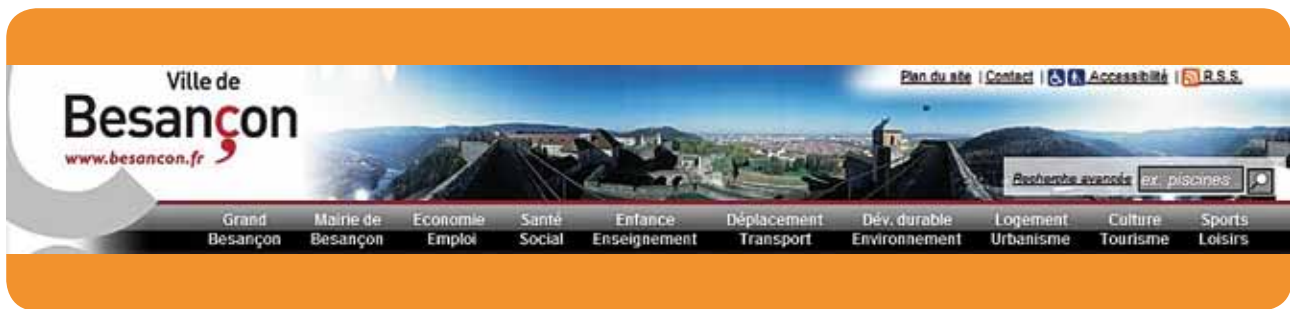 Ville de
Besançon
www.besancon.fr
Plan du site | Contact | Accessibilité | R.S.S.
Recherche avancée ex. piscines
Grand Besançon
Mairie de Besançon
Economie Emploi
Santé Social
Enfance Enseignement
Déplacement Transport
Dév. durable Environnement
Logement Urbanisme
Culture Tourisme
Sports Loisirs